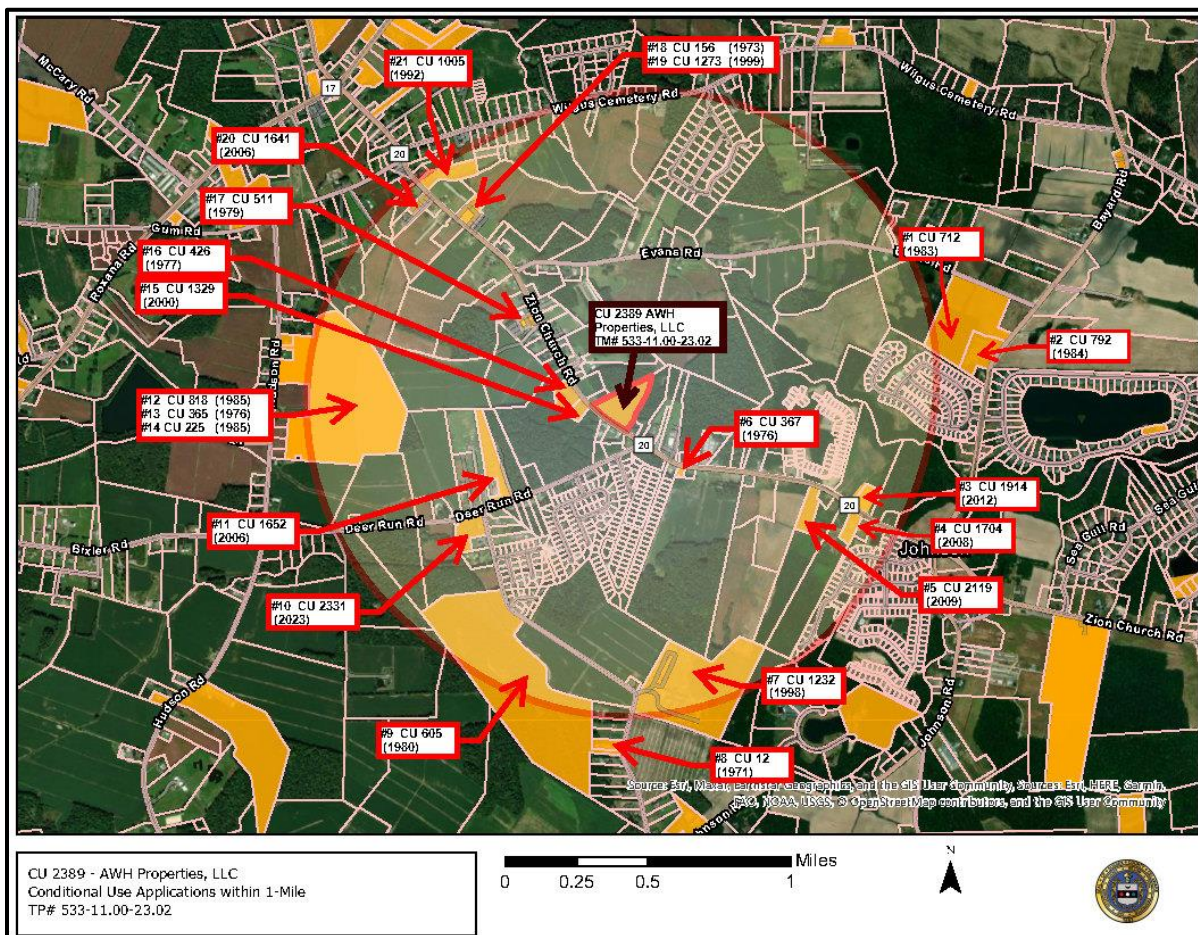 McCary Rd
17
#21 CU 1005
(1992)
#18 CU 156 (1973)
#19 CU 1273 (1999)
Wilgus Cemetery Rd
Wilgus Cemetery Rd
#20 CU 1641
(2006)
20
Bayard Rd
#17 CU 511
(1979)
Gum Rd
Roxana Rd
#16 CU 426
(1977)
Evans Rd
#1 CU 712
(1983)
#15 CU 1329
(2000)
Zion Church Rd
CU 2389 AWH
Properties, LLC
TM# 533-11.00-23.02
#2 CU 792
(1984)
#12 CU 818 (1985)
#13 CU 365 (1976)
#14 CU 225 (1985)
#6 CU 367
(1976)
20
#3 CU 1914
(2012)
20
#11 CU 1652
(2006)
Deer Run Rd
Deer Run Rd
Bixler Rd
#4 CU 1704
(2008)
Sea Gull Rd
Sea Gull
#5 CU 2119
(2009)
#10 CU 2331
(2023)
Zion Church Rd
Hudson Rd
#7 CU 1232
(1998)
Johnson Rd
#9 CU 605
(1980)
#8 CU 12
(1971)
Source: Esri, Maxar, Earthstar Geographics, and the GIS User Community, Sources: Esri, HERE, Garmin,
FAO, NOAA, USGS, © OpenStreetMap contributors, and the GIS User Community
CU 2389 - AWH Properties, LLC
Conditional Use Applications within 1-Mile
TP# 533-11.00-23.02
Miles
0 0.25 0.5 1
N